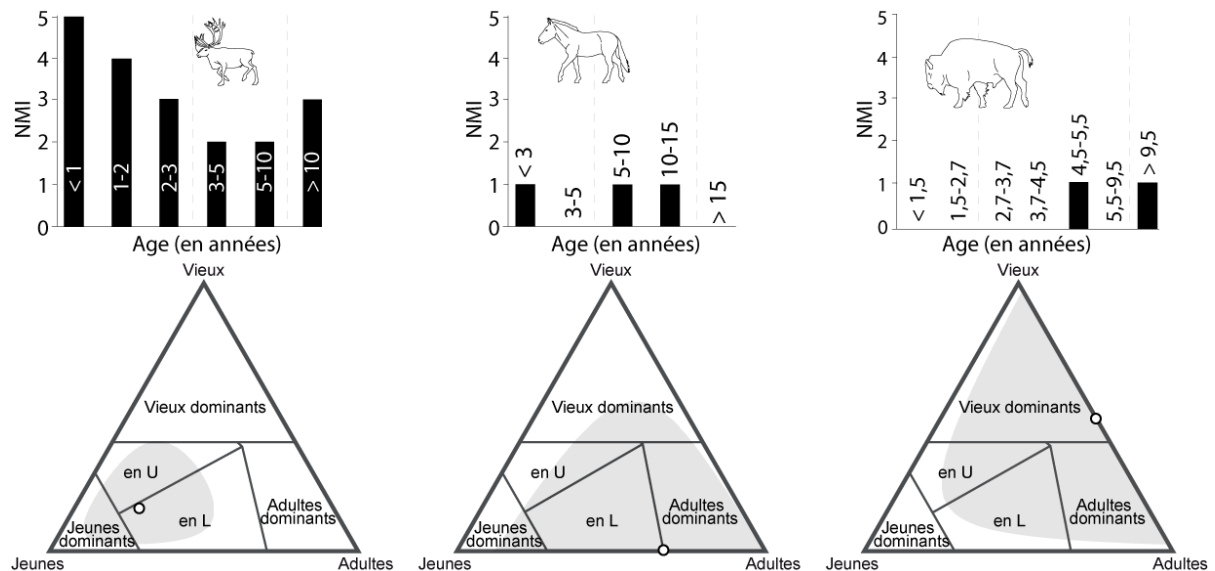 5
4
3
2
1
0
NMI
< 1
1-2
2-3
3-5
5-10
> 10
Age (en années)
5
4
3
2
1
0
NMI
< 3
3-5
5-10
10-15
> 15
Age (en années)
5
4
3
2
1
0
NMI
< 1,5
1,5-2,7
2,7-3,7
3,7-4,5
4,5-5,5
5,5-9,5
> 9,5
Age (en années)
Vieux
Vieux dominants
en U
en L
Jeunes
dominants
Adultes
dominants
Jeunes
Adultes
Vieux
Vieux dominants
en U
en L
Jeunes
dominants
Adultes
dominants
Jeunes
Adultes
Vieux
Vieux dominants
en U
en L
Jeunes
dominants
Adultes
dominants
Jeunes
Adultes